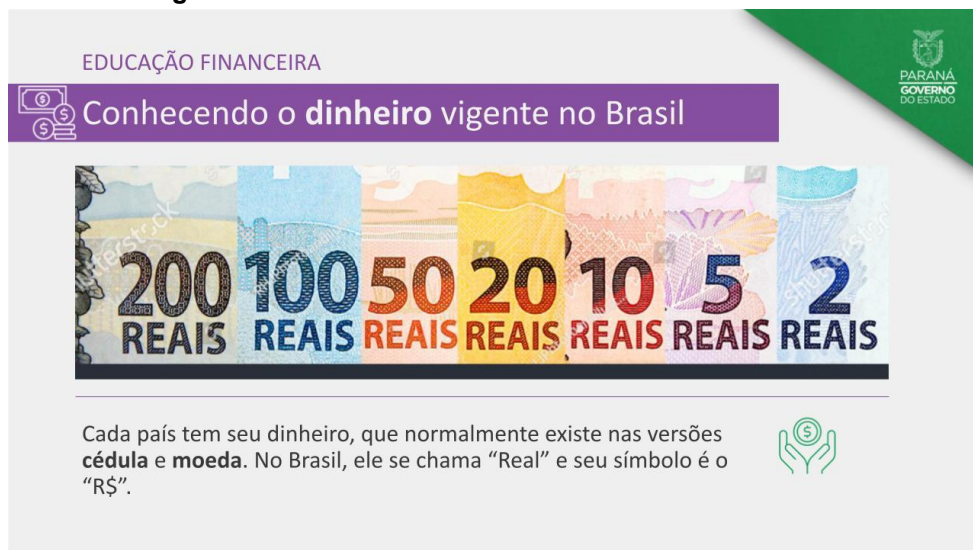 EDUCAÇÃO FINANCEIRA
PARANÁ
GOVERNO
DO ESTADO
Conhecendo o dinheiro vigente no Brasil
200 100 50 20 10 5 2
REAIS REAIS REAIS REAIS REAIS REAIS REAIS
shutterstock
shutterstock
Cada país tem seu dinheiro, que normalmente existe nas versões
cédula e moeda. No Brasil, ele se chama “Real” e seu símbolo é o
“R$”.